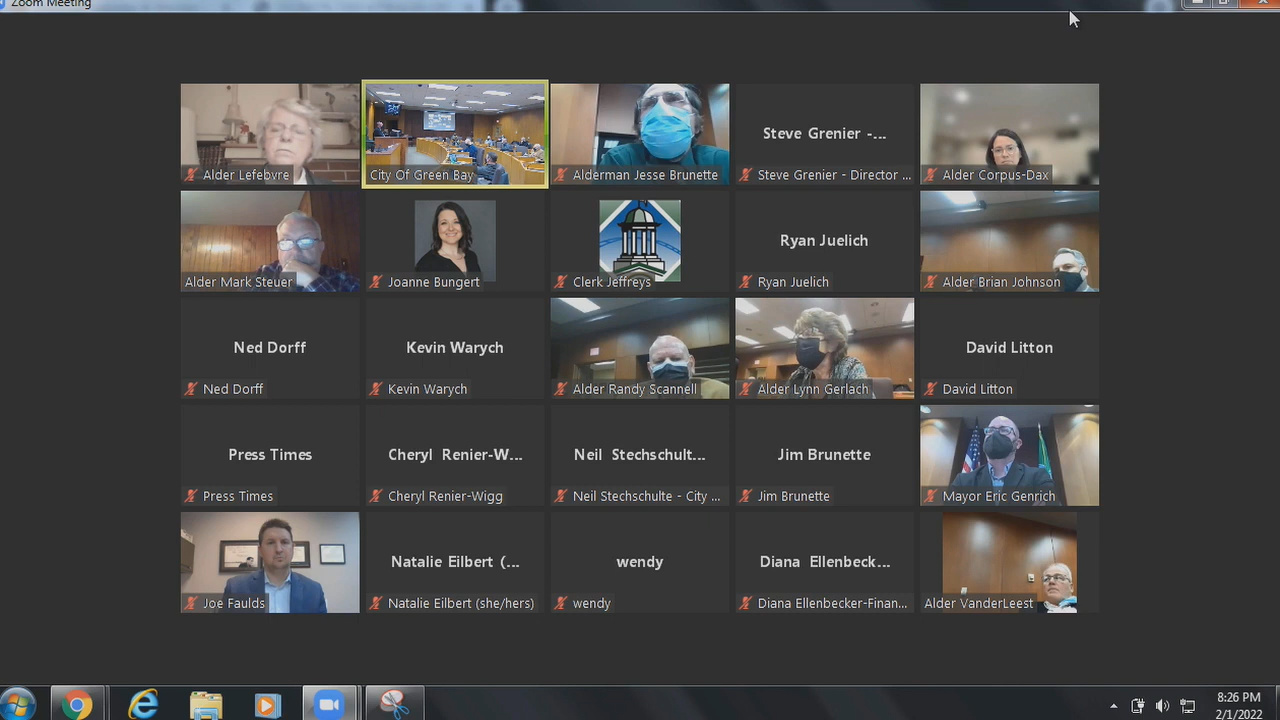 Zoom Meeting
Alder Lefebvre
City Of Green Bay
Alderman Jesse Brunette
Steve Grenier -...
Steve Grenier - Director ...
Alder Corpus-Dax
Alder Mark Steuer
Joanne Bungert
Clerk Jeffreys
Ryan Juelich
Ryan Juelich
Alder Brian Johnson
Ned Dorff
Ned Dorff
Kevin Warych
Kevin Warych
Alder Randy Scannell
Alder Lynn Gerlach
David Litton
David Litton
Press Times
Press Times
Cheryl Renier-W...
Cheryl Renier-Wigg
Neil Stechschult...
Neil Stechschulte - City ...
Jim Brunette
Jim Brunette
Mayor Eric Genrich
Joe Faulds
Natalie Eilbert (...
Natalie Eilbert (she/hers)
wendy
wendy
Diana Ellenbeck...
Diana Ellenbecker-Finan...
Alder VanderLeest
8:26 PM
2/1/2022